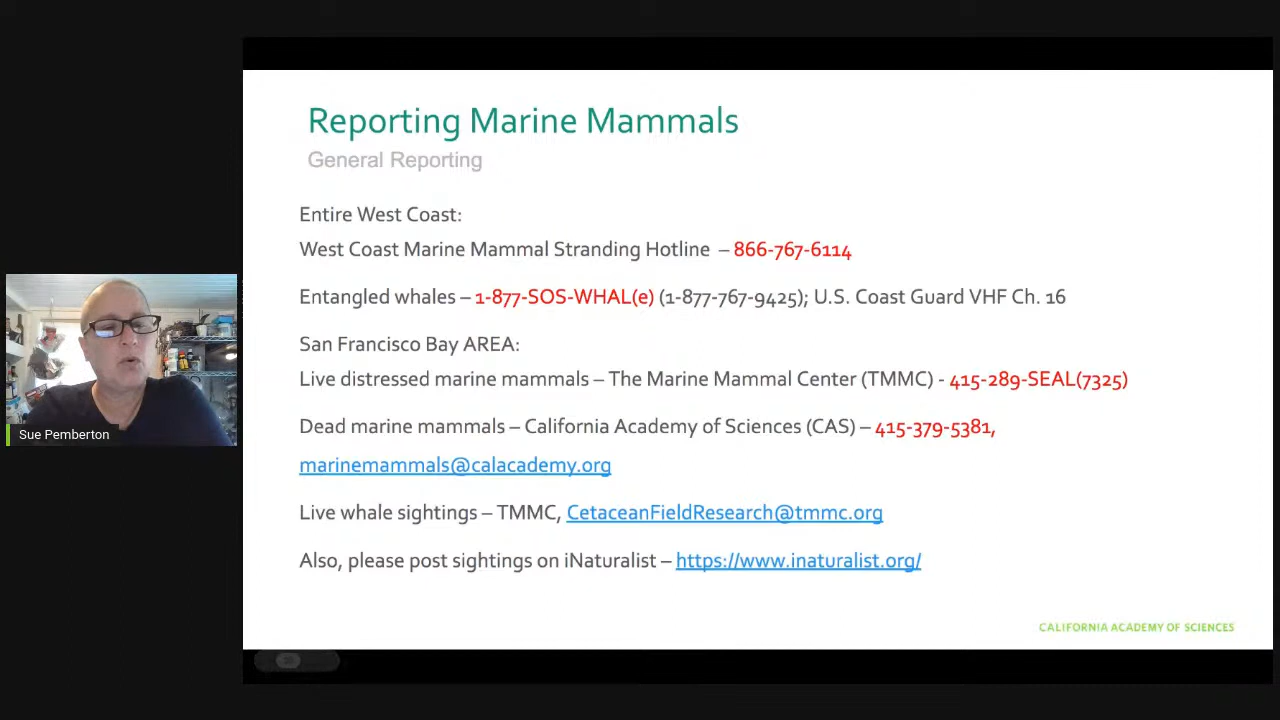 Reporting Marine Mammals
General Reporting
Entire West Coast:
West Coast Marine Mammal Stranding Hotline – 866-767-6114
Entangled whales – 1-877-SOS-WHAL(e) (1-877-767-9425); U.S. Coast Guard VHF Ch. 16
San Francisco Bay AREA:
Live distressed marine mammals – The Marine Mammal Center (TMMC) - 415-289-SEAL(7325)
Dead marine mammals – California Academy of Sciences (CAS) – 415-379-5381,
marinemammals@calacademy.org
Live whale sightings – TMMC, CetaceanFieldResearch@tmmc.org
Also, please post sightings on iNaturalist – https://www.inaturalist.org/
CALIFORNIA ACADEMY OF SCIENCES
Sue Pemberton